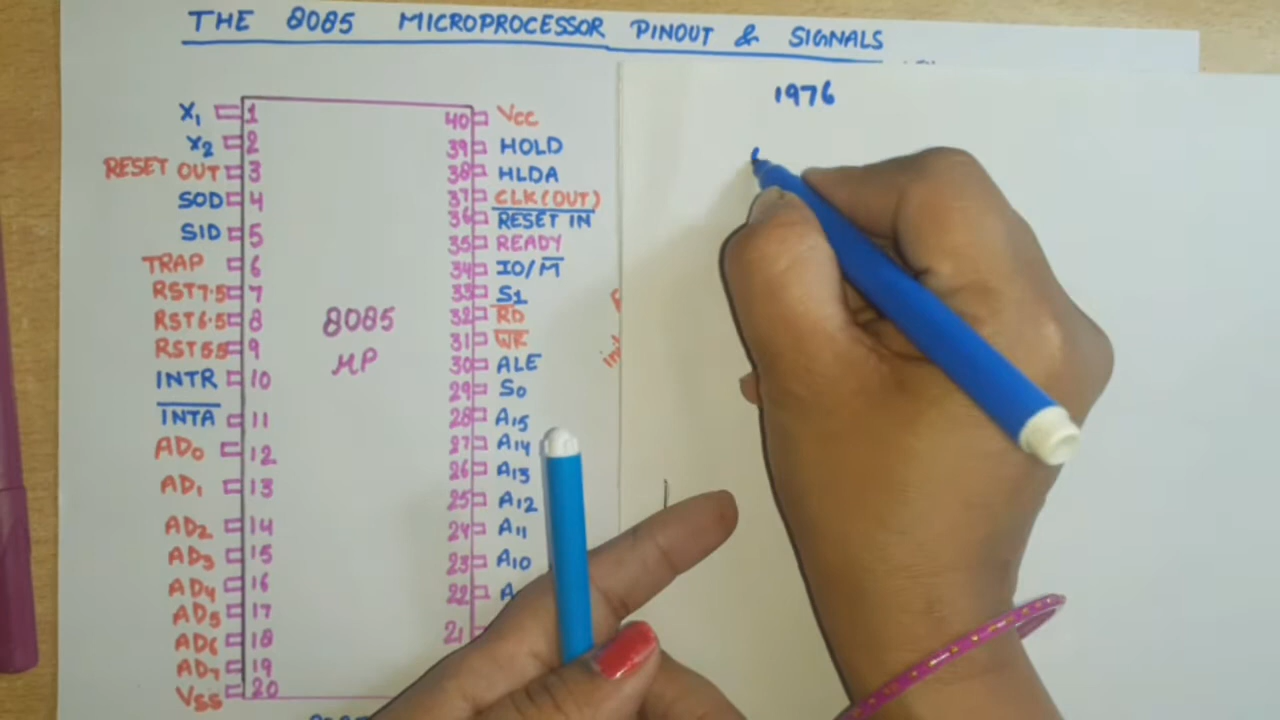 THE 8085 MICROPROCESSOR PINOUT & SIGNALS
1976
X1 1
X2 2
RESET OUT 3
SOD 4
SID 5
TRAP 6
RST7.5 7
RST6.5 8
RST5.5 9
INTR 10
INTA 11
AD0 12
AD1 13
AD2 14
AD3 15
AD4 16
AD5 17
AD6 18
AD7 19
VSS 20
8085
μP
40 Vcc
39 HOLD
38 HLDA
37 CLK(OUT)
36 RESET IN
35 READY
34 IO/M̅
33 S1
32 RD
31 WR
30 ALE
29 S0
28 A15
27 A14
26 A13
25 A12
24 A11
23 A10
22 A
21